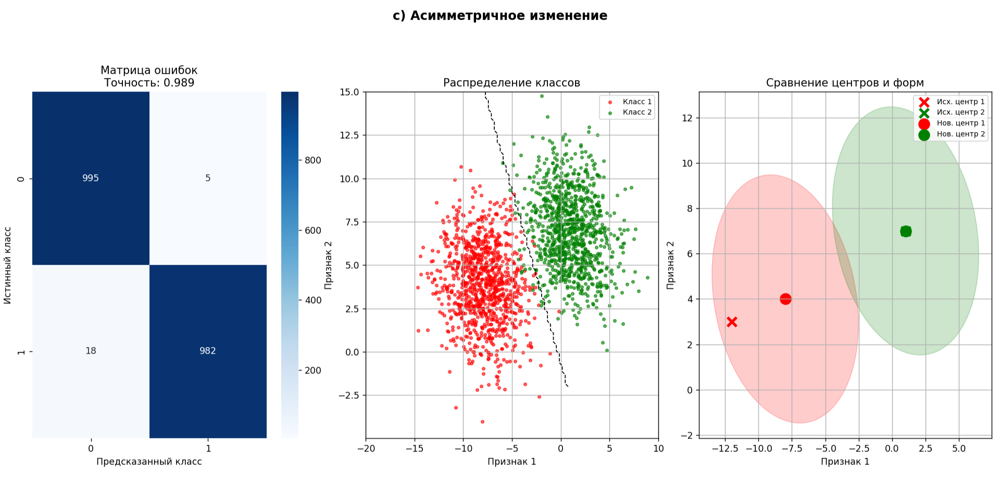 c) Асимметричное изменение
Матрица ошибок
Точность: 0.989
995
5
18
982
0
1
0
1
Истинный класс
Предсказанный класс
800
600
400
200
Распределение классов
Класс 1
Класс 2
15.0
12.5
10.0
7.5
5.0
2.5
0.0
−2.5
−20
−15
−10
−5
0
5
10
Признак 2
Признак 1
Сравнение центров и форм
Исх. центр 1
Исх. центр 2
Нов. центр 1
Нов. центр 2
12
10
8
6
4
2
0
−2
−12.5
−10.0
−7.5
−5.0
−2.5
0.0
2.5
5.0
Признак 2
Признак 1